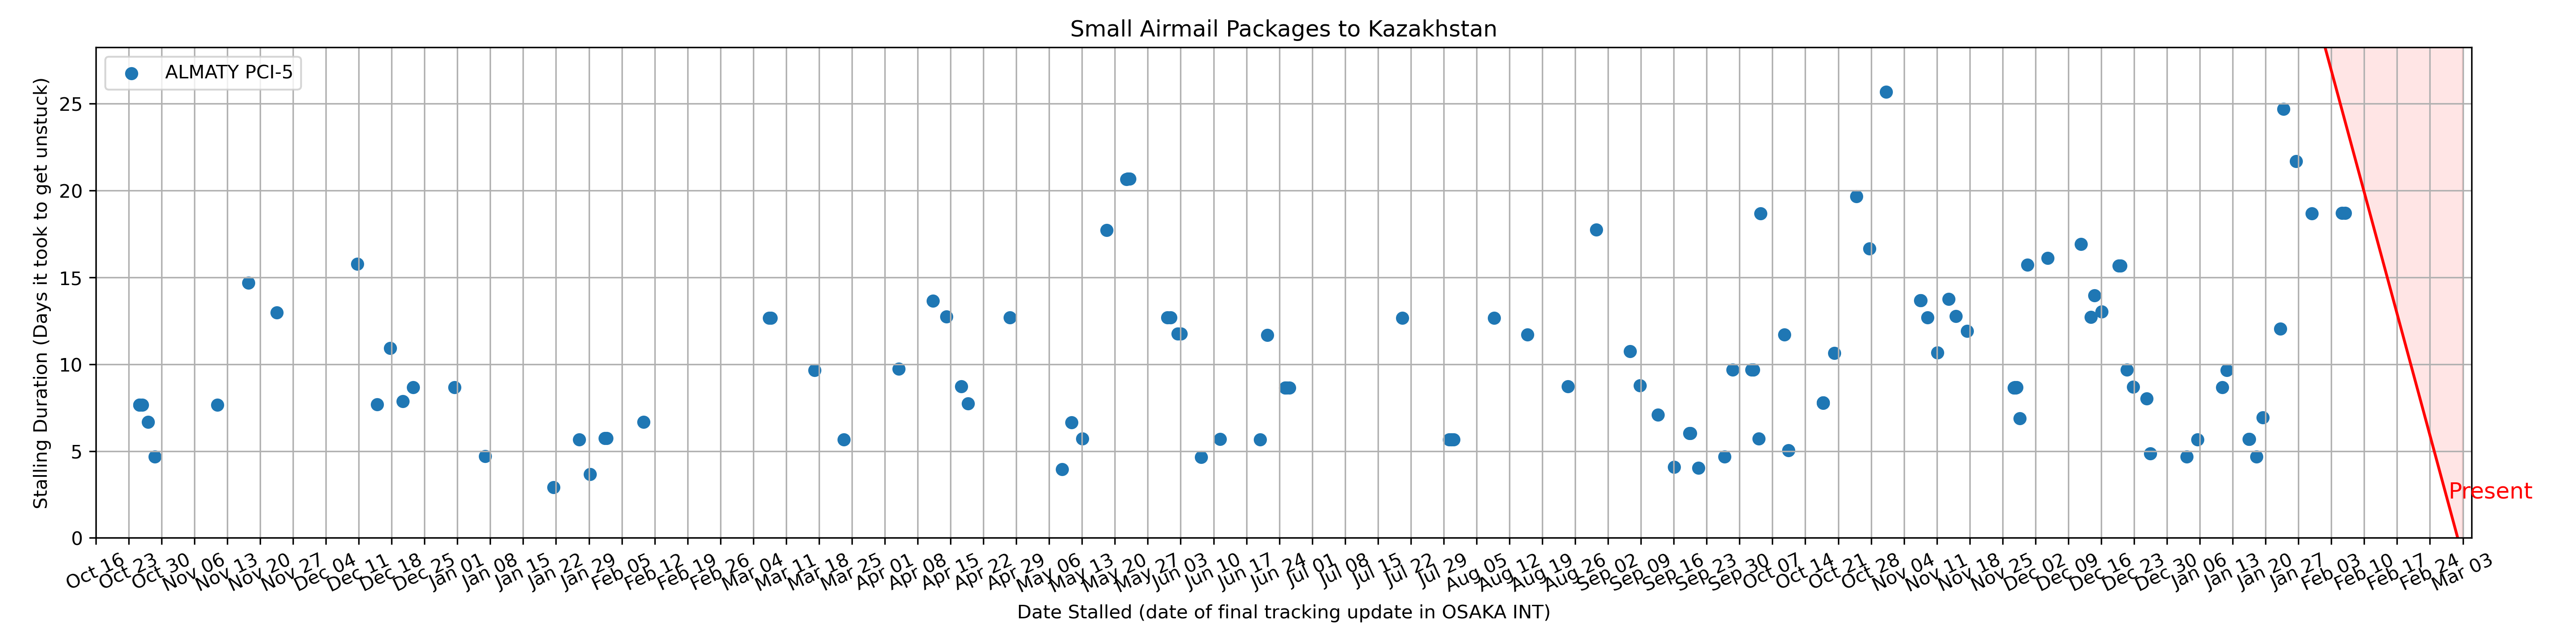 Small Airmail Packages to Kazakhstan
ALMATY PCI-5
Stalling Duration (Days it took to get unstuck)
25
20
15
10
5
0
Present
Oct 16 Oct 23 Oct 30 Nov 06 Nov 13 Nov 20 Nov 27 Dec 04 Dec 11 Dec 18 Dec 25 Jan 01 Jan 08 Jan 15 Jan 22 Jan 29 Feb 05 Feb 12 Feb 19 Feb 26 Mar 04 Mar 11 Mar 18 Mar 25 Apr 01 Apr 08 Apr 15 Apr 22 Apr 29 May 06 May 13 May 20 May 27 Jun 03 Jun 10 Jun 17 Jun 24 Jul 01 Jul 08 Jul 15 Jul 22 Jul 29 Aug 05 Aug 12 Aug 19 Aug 26 Sep 02 Sep 09 Sep 16 Sep 23 Sep 30 Oct 07 Oct 14 Oct 21 Oct 28 Nov 04 Nov 11 Nov 18 Nov 25 Dec 02 Dec 09 Dec 16 Dec 23 Dec 30 Jan 06 Jan 13 Jan 20 Jan 27 Feb 03 Feb 10 Feb 17 Feb 24 Mar 03
Date Stalled (date of final tracking update in OSAKA INT)